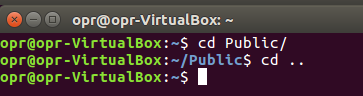 opr@opr-VirtualBox: ~
opr@opr-VirtualBox:~$ cd Public/
opr@opr-VirtualBox:~/Public$ cd ..
opr@opr-VirtualBox:~$